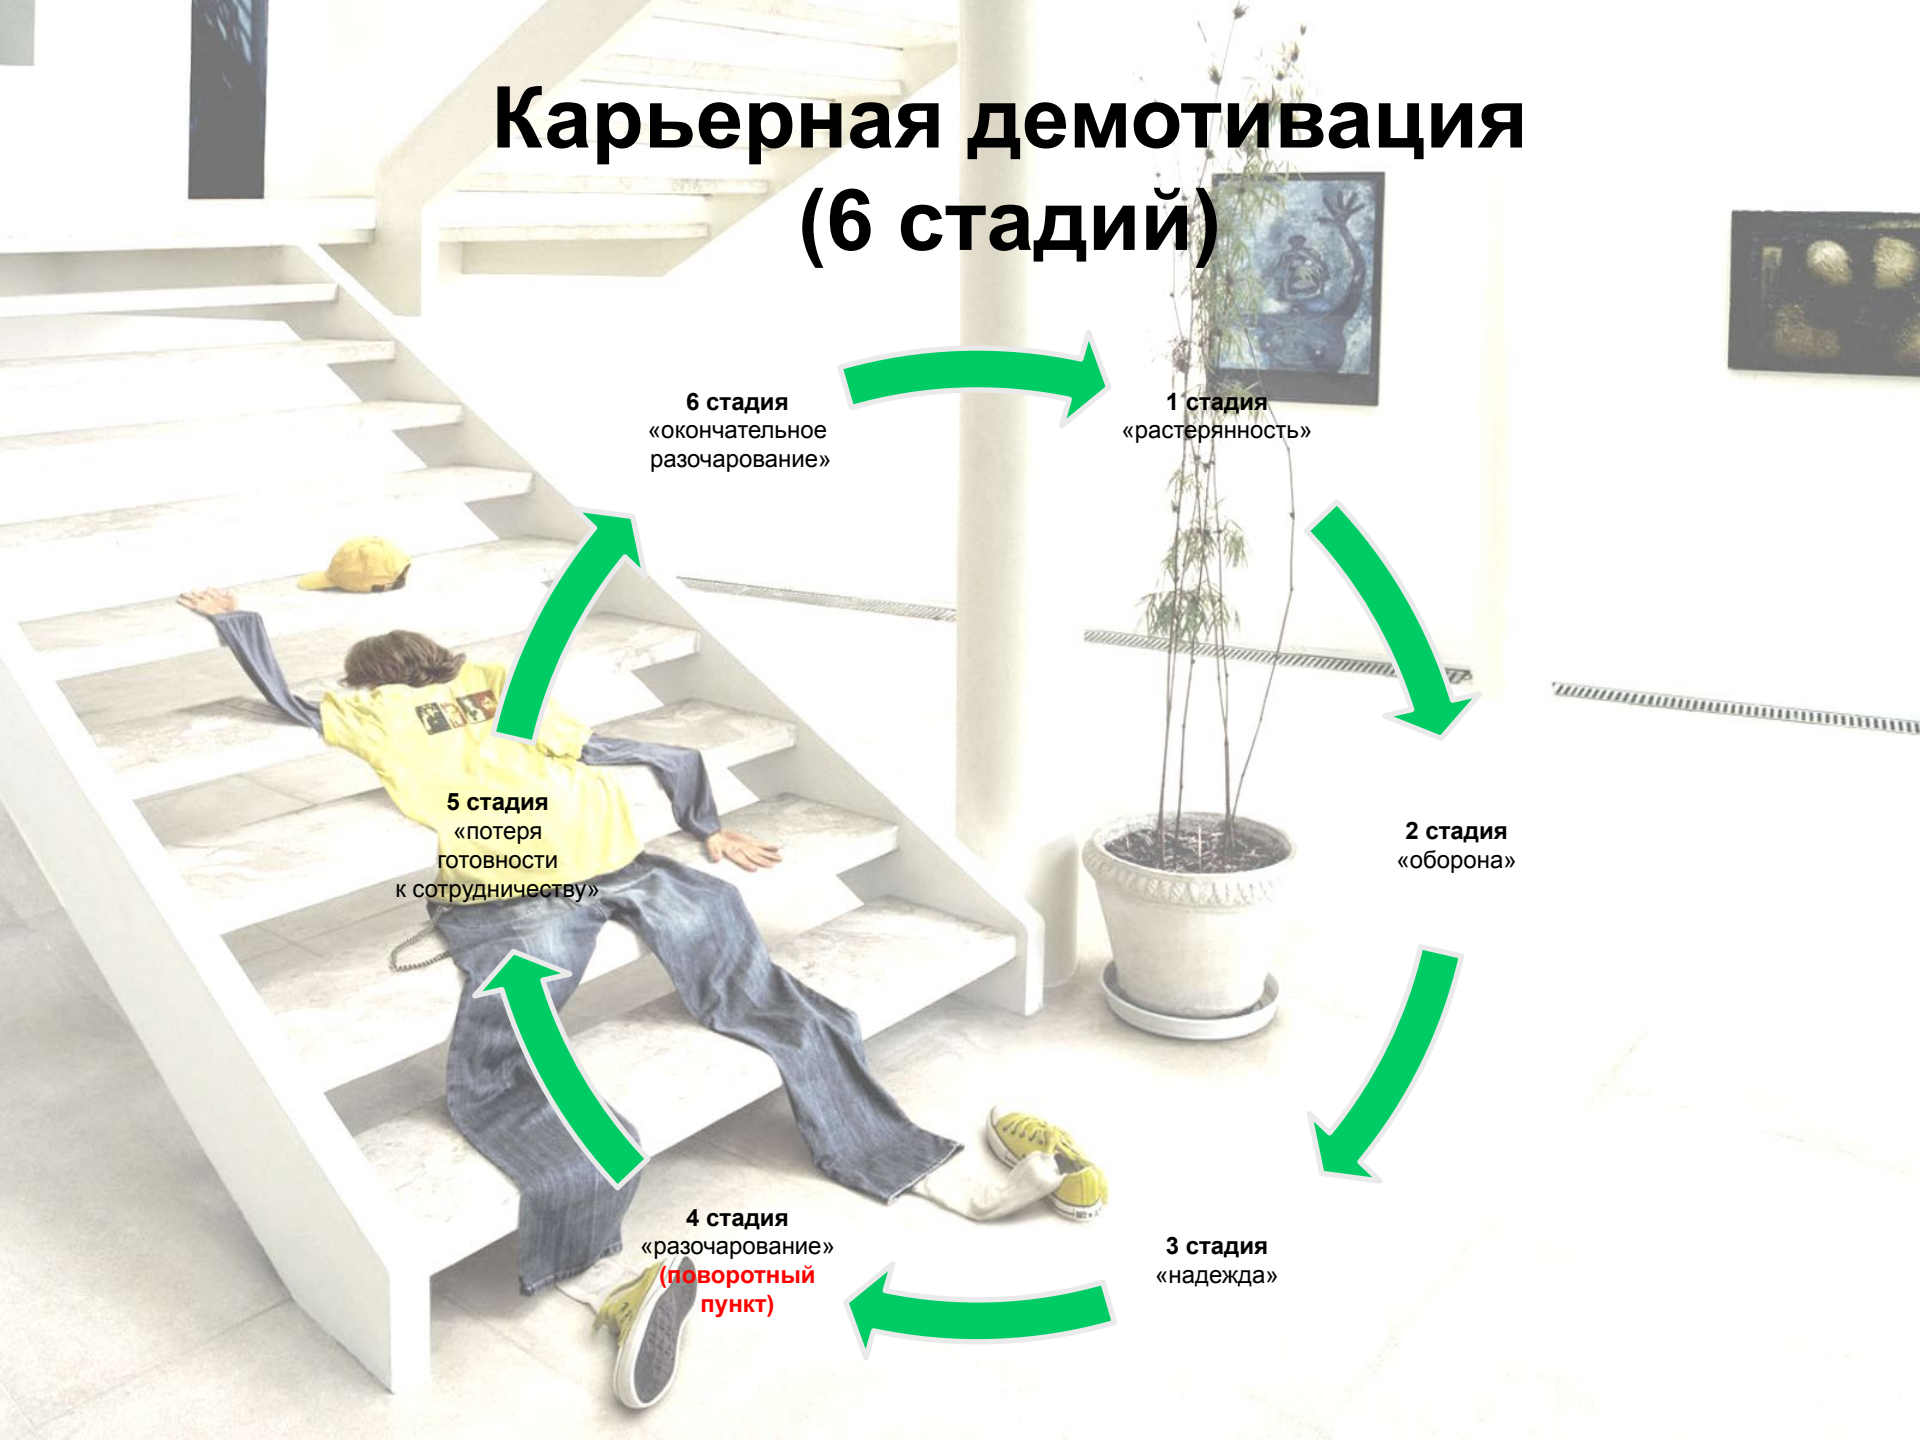 Карьерная демотивация
(6 стадий)
1 стадия
«растерянность»
2 стадия
«оборона»
3 стадия
«надежда»
4 стадия
«разочарование»
(поворотный
пункт)
5 стадия
«потеря
готовности
к сотрудничеству»
6 стадия
«окончательное
разочарование»